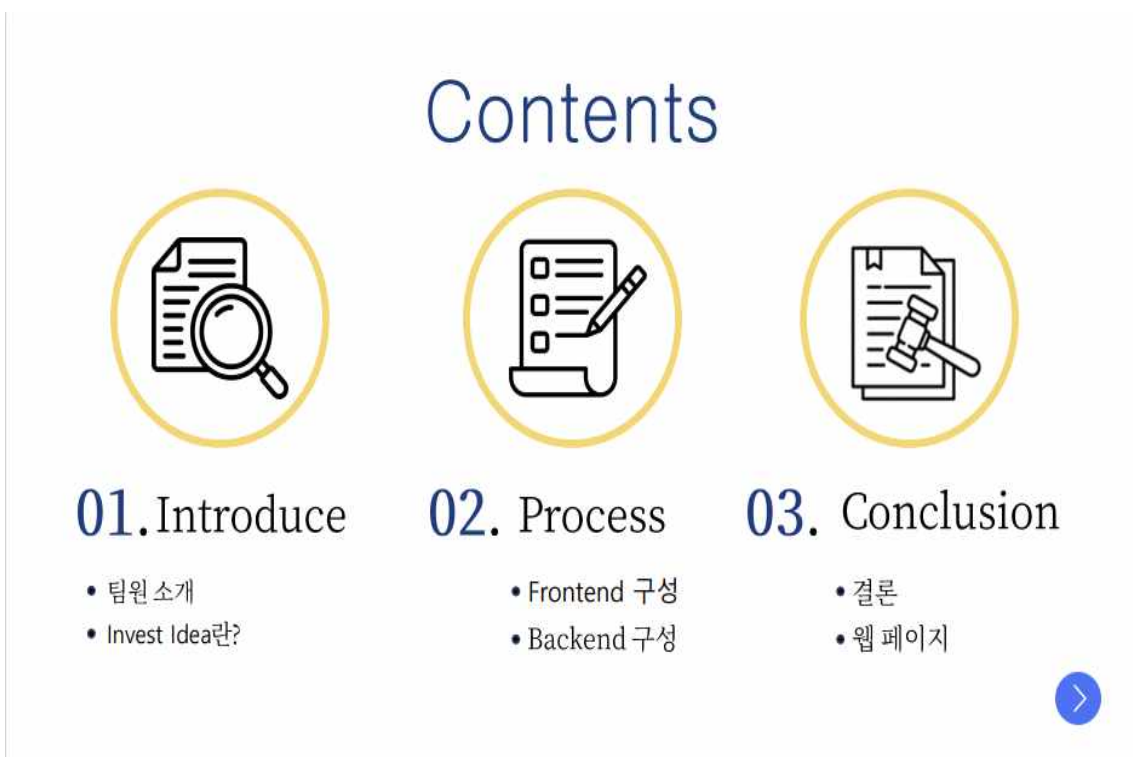 Contents
01. Introduce
• 팀원 소개
• Invest Idea란?
02. Process
• Frontend 구성
• Backend 구성
03. Conclusion
• 결론
• 웹 페이지